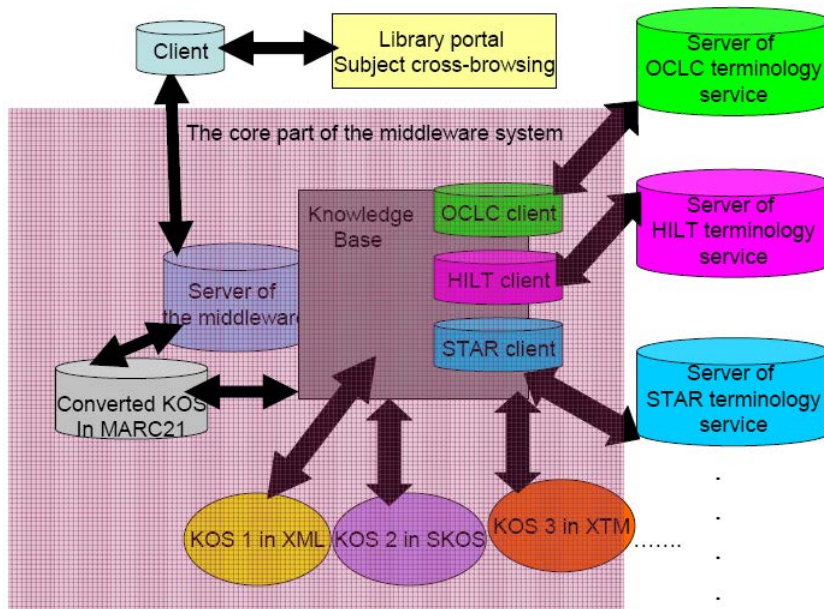 Client
Library portal
Subject cross-browsing
Server of
OCLC terminology
service
The core part of the middleware system
Knowledge
Base
OCLC client
Server of
HILT terminology
service
HILT client
Server of
the middleware
STAR client
Server of
STAR terminology
service
Converted KOS
In MARC21
KOS 1 in XML
KOS 2 in SKOS
KOS 3 in XTM
.......